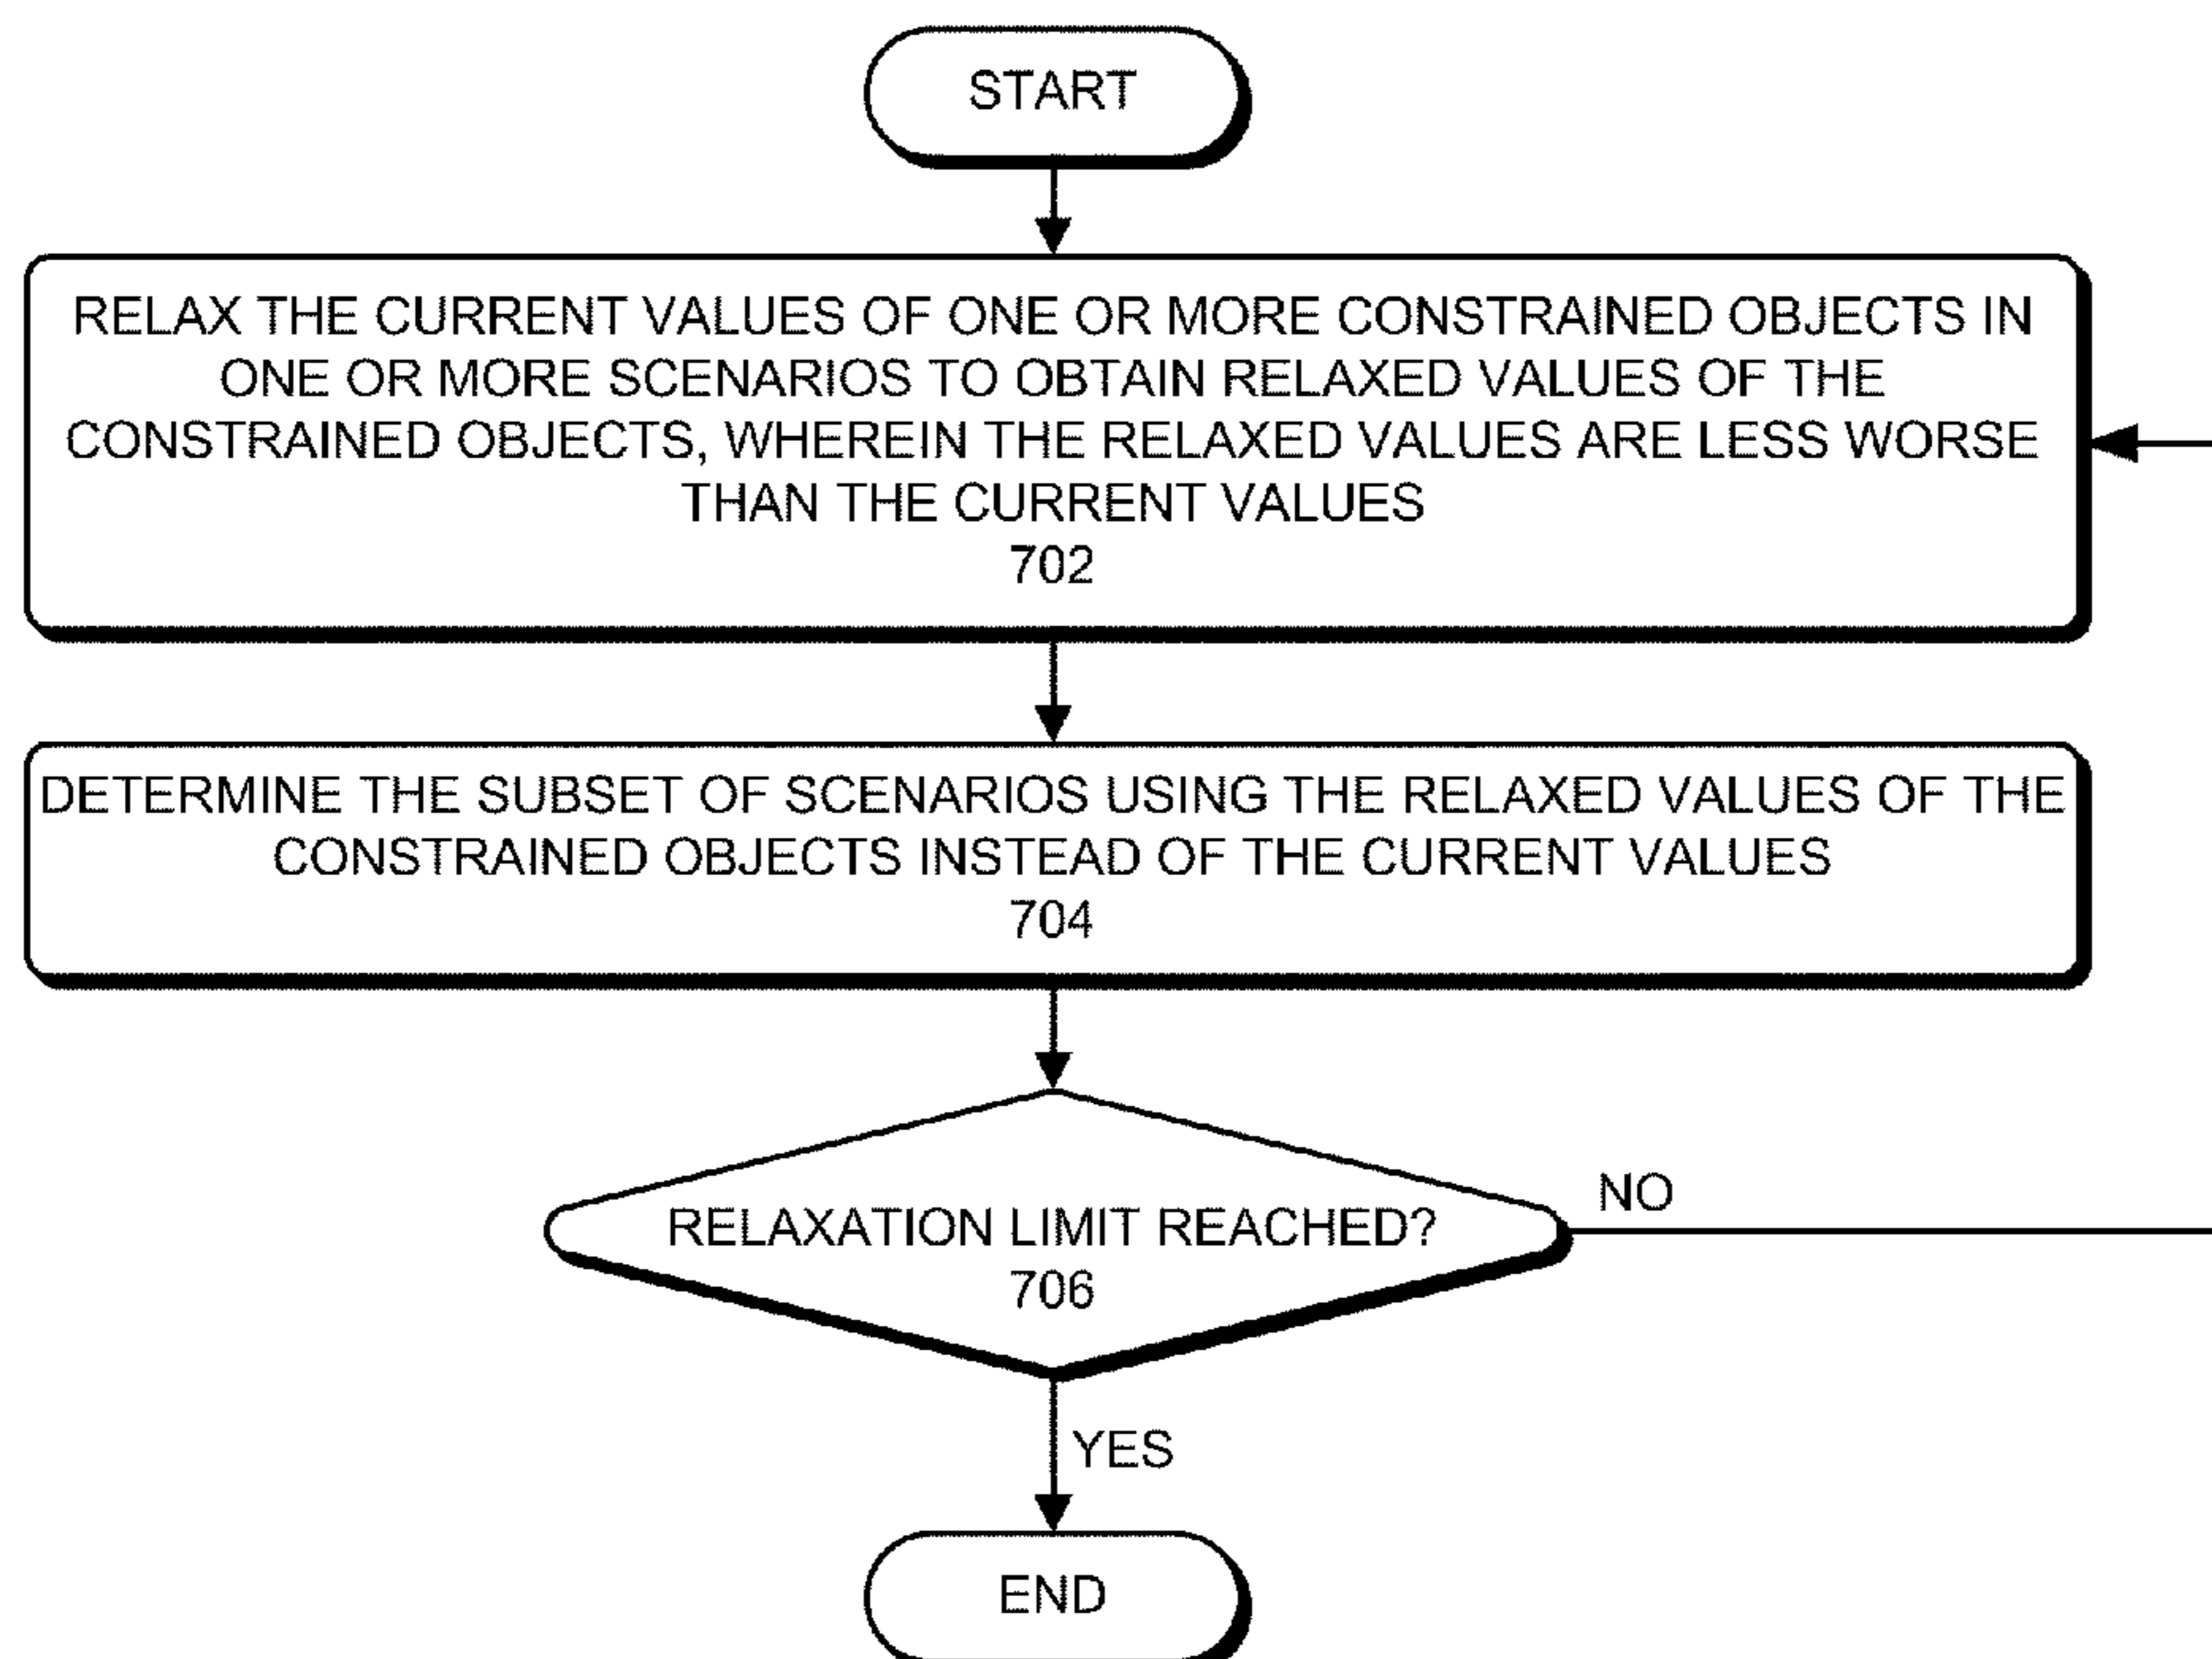 START
RELAX THE CURRENT VALUES OF ONE OR MORE CONSTRAINED OBJECTS IN
ONE OR MORE SCENARIOS TO OBTAIN RELAXED VALUES OF THE
CONSTRAINED OBJECTS, WHEREIN THE RELAXED VALUES ARE LESS WORSE
THAN THE CURRENT VALUES
702
DETERMINE THE SUBSET OF SCENARIOS USING THE RELAXED VALUES OF THE
CONSTRAINED OBJECTS INSTEAD OF THE CURRENT VALUES
704
NO
RELAXATION LIMIT REACHED?
706
YES
END